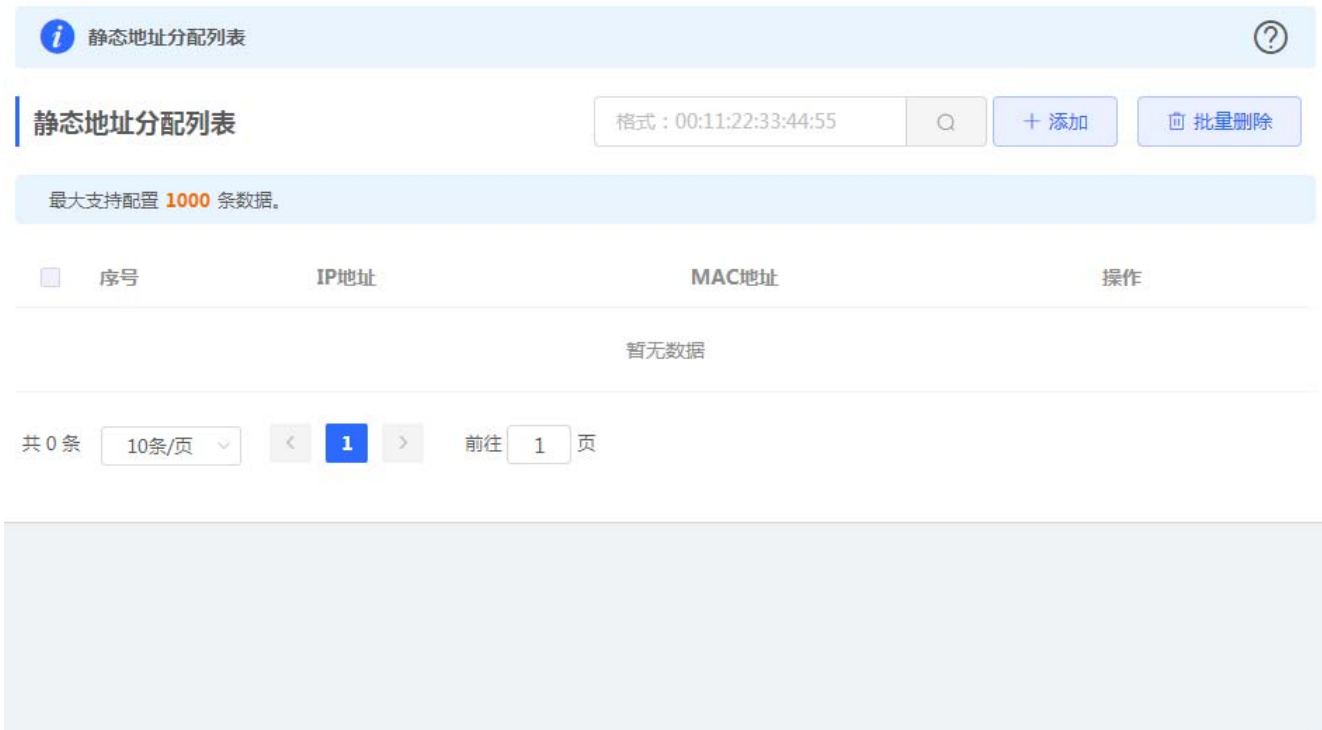 静态地址分配列表
静态地址分配列表
格式：00:11:22:33:44:55
添加
批量删除
最大支持配置 1000 条数据。
序号 IP地址 MAC地址 操作
暂无数据
共 0 条 10条/页 1 前往 1 页